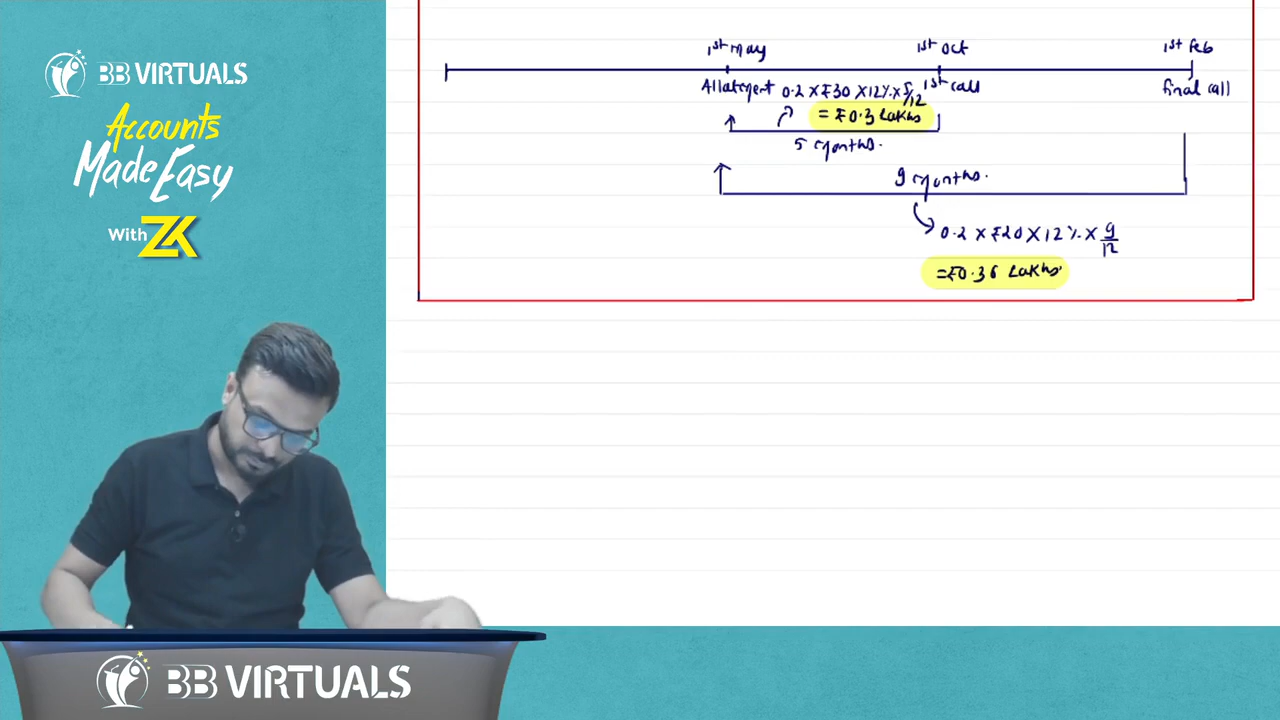 BB VIRTUALS
Accounts
Made Easy
With ZK
1st May
1st Oct
1st Feb
Allotment
1st call
final call
0.2 × ₹30 × 12% × 5/12
= ₹0.3 Lakhs
5 months.
9 months.
0.2 × ₹20 × 12% × 9/12
= ₹0.36 Lakhs.
BB VIRTUALS